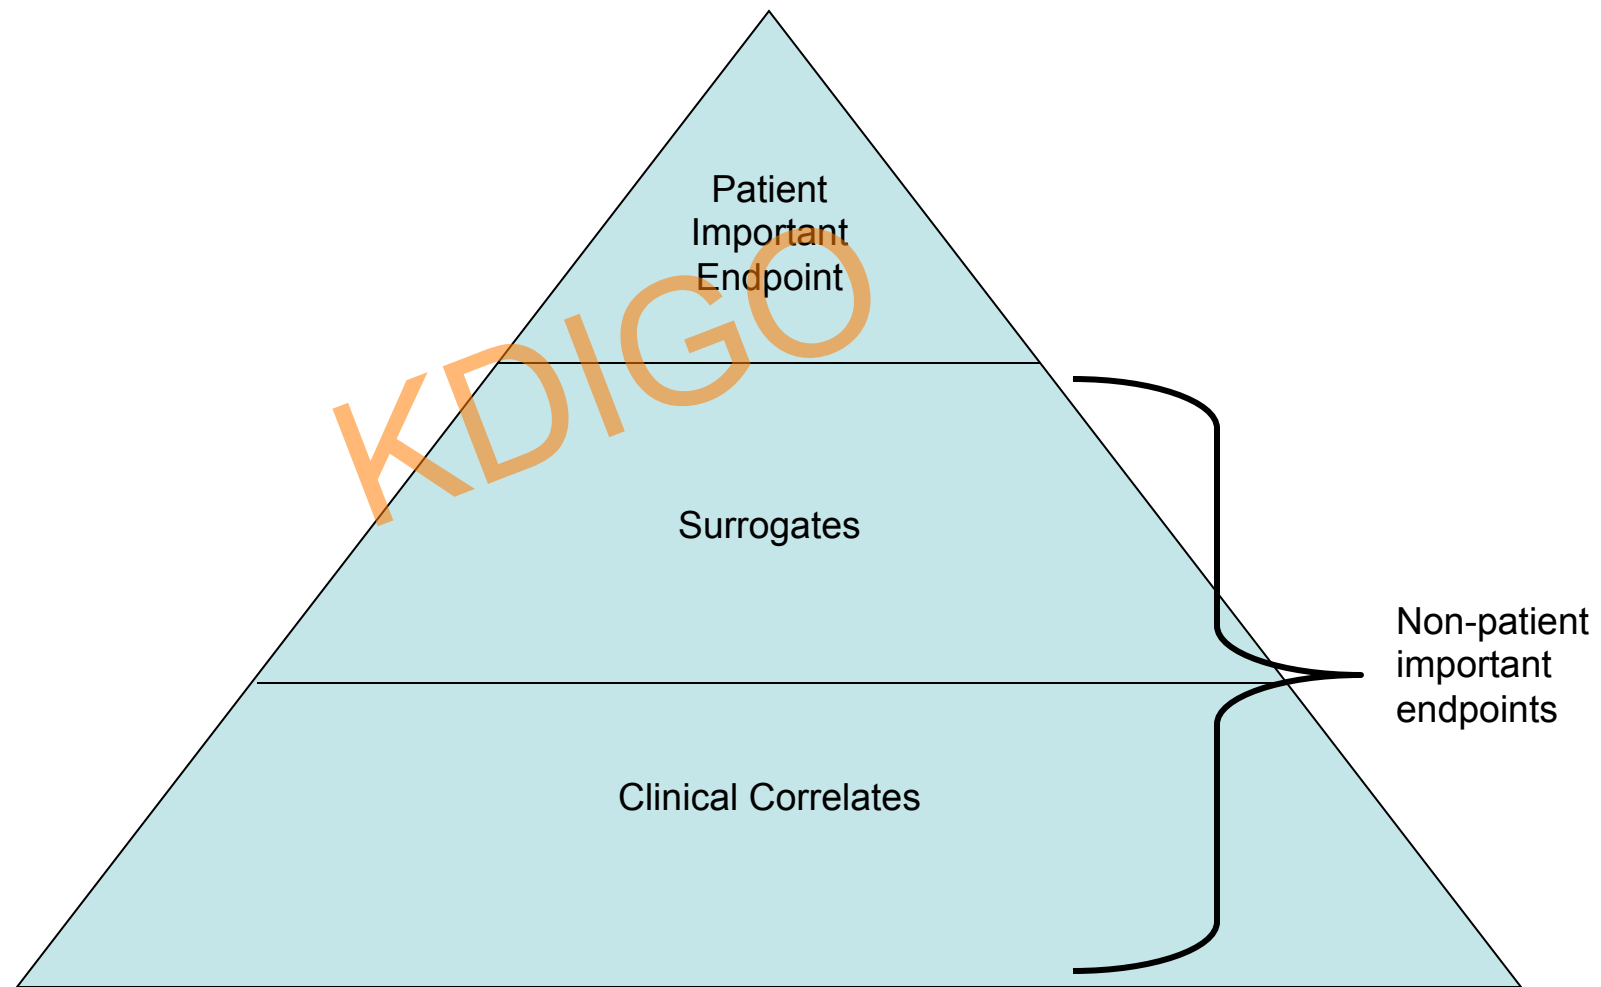 Patient
Important
Endpoint
KDIGO
Surrogates
Non-patient
important
endpoints
Clinical Correlates